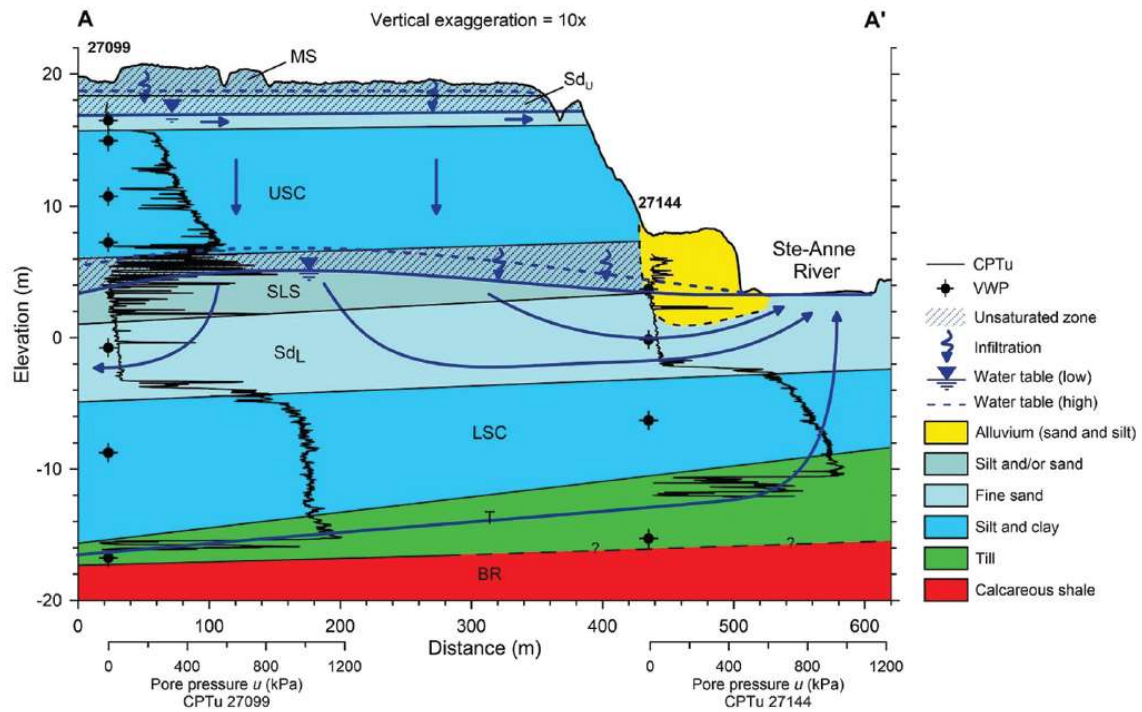 A
Vertical exaggeration = 10x
A'
27099
MS
SdU
USC
27144
Ste-Anne
River
SLS
SdL
LSC
T
?
?
BR
20
10
0
-10
-20
Elevation (m)
0
100
200
300
400
500
600
Distance (m)
0
400
800
1200
Pore pressure u (kPa)
CPTu 27099
0
400
800
1200
Pore pressure u (kPa)
CPTu 27144
CPTu
VWP
Unsaturated zone
Infiltration
Water table (low)
Water table (high)
Alluvium (sand and silt)
Silt and/or sand
Fine sand
Silt and clay
Till
Calcareous shale